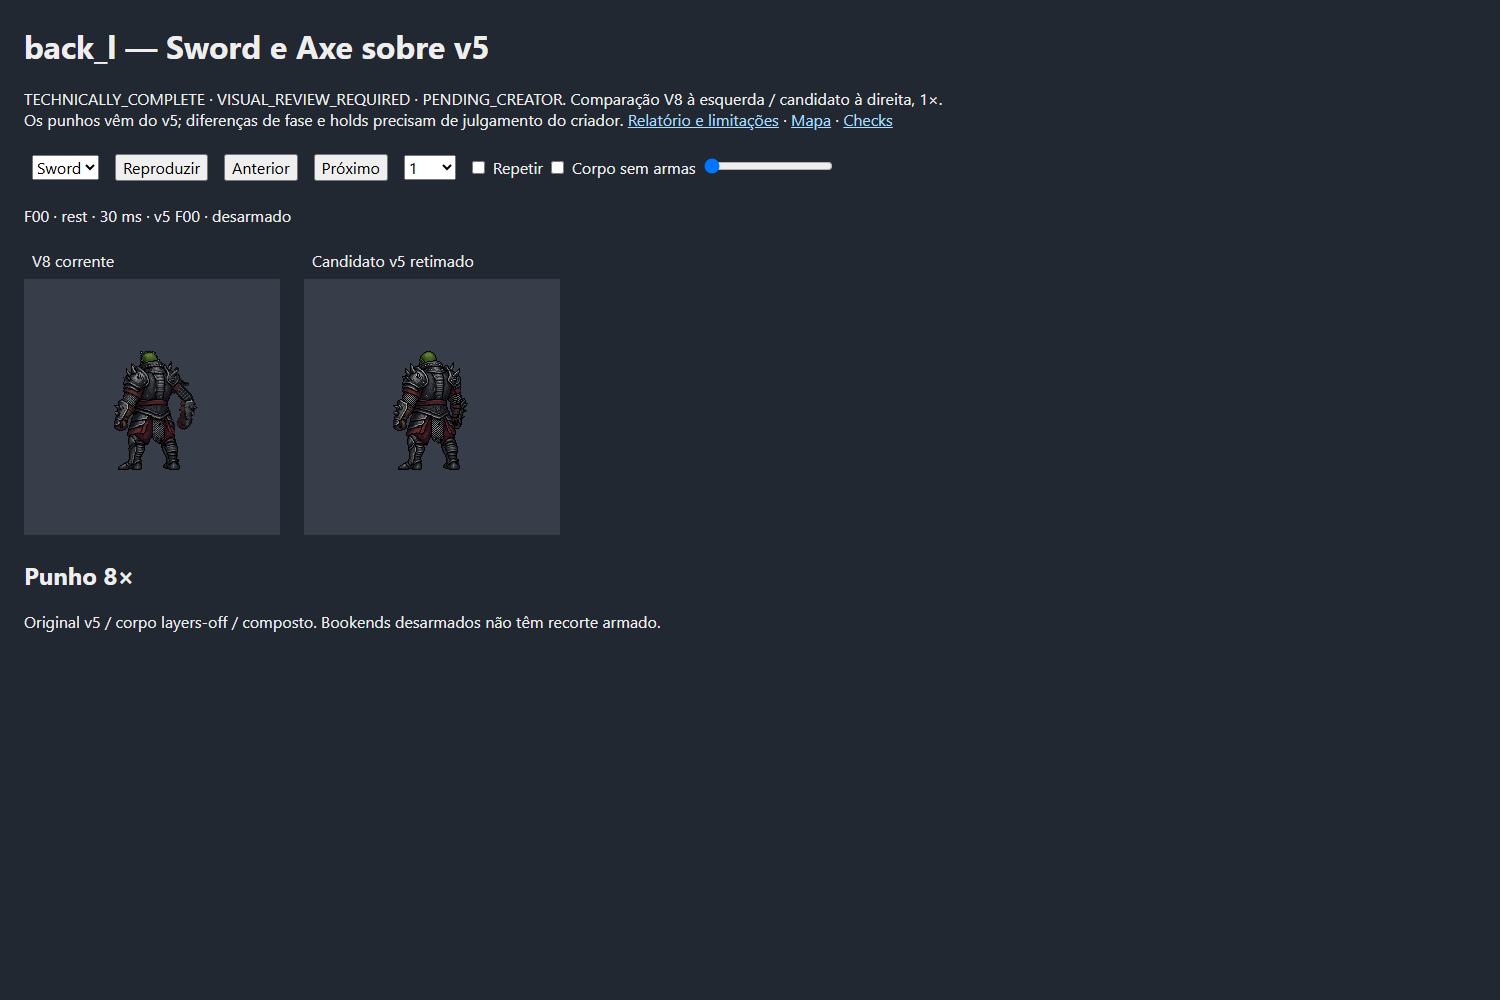 back_l — Sword e Axe sobre v5
TECHNICALLY_COMPLETE · VISUAL_REVIEW_REQUIRED · PENDING_CREATOR. Comparação V8 à esquerda / candidato à direita, 1×.
Os punhos vêm do v5; diferenças de fase e holds precisam de julgamento do criador. Relatório e limitações · Mapa · Checks
Sword Reproduzir Anterior Próximo 1 Repetir Corpo sem armas
F00 · rest · 30 ms · v5 F00 · desarmado
V8 corrente Candidato v5 retimado
Punho 8×
Original v5 / corpo layers-off / composto. Bookends desarmados não têm recorte armado.